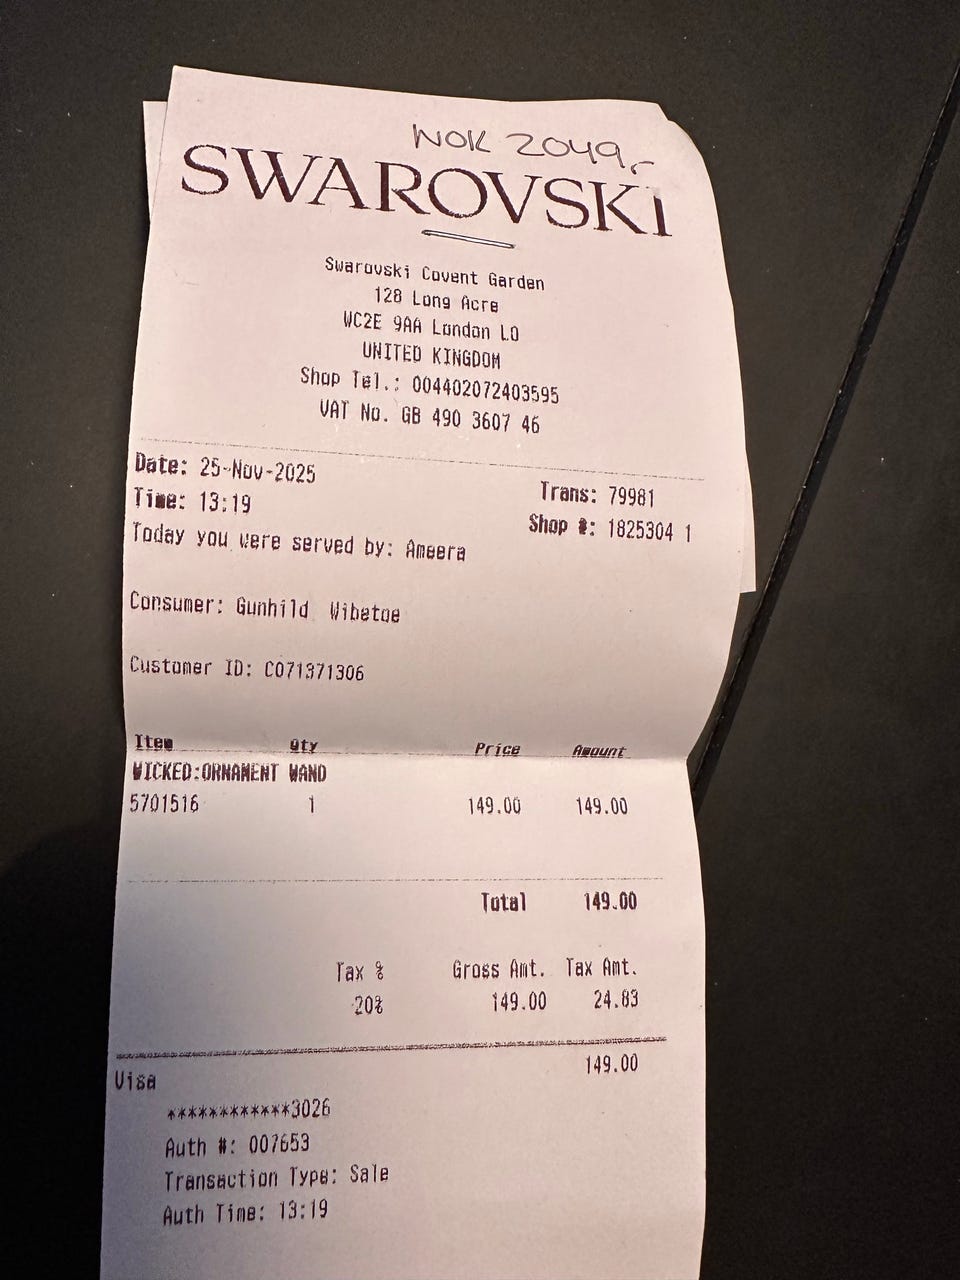 NOK 2049,-
SWAROVSKI
Swarovski Covent Garden
128 Long Acre
WC2E 9AA London LO
UNITED KINGDOM
Shop Tel.: 004402072403595
VAT No. GB 490 3607 46
Date: 25-Nov-2025 Trans: 79981
Time: 13:19 Shop #: 1825304 1
Today you were served by: Ameera
Consumer: Gunhild Wibetoe
Customer ID: C071371306
Item Qty Price Amount
WICKED:ORNAMENT WAND
5701516 1 149.00 149.00
Total 149.00
Tax % Gross Amt. Tax Amt.
20% 149.00 24.83
Visa 149.00
************3026
Auth #: 007653
Transaction Type: Sale
Auth Time: 13:19